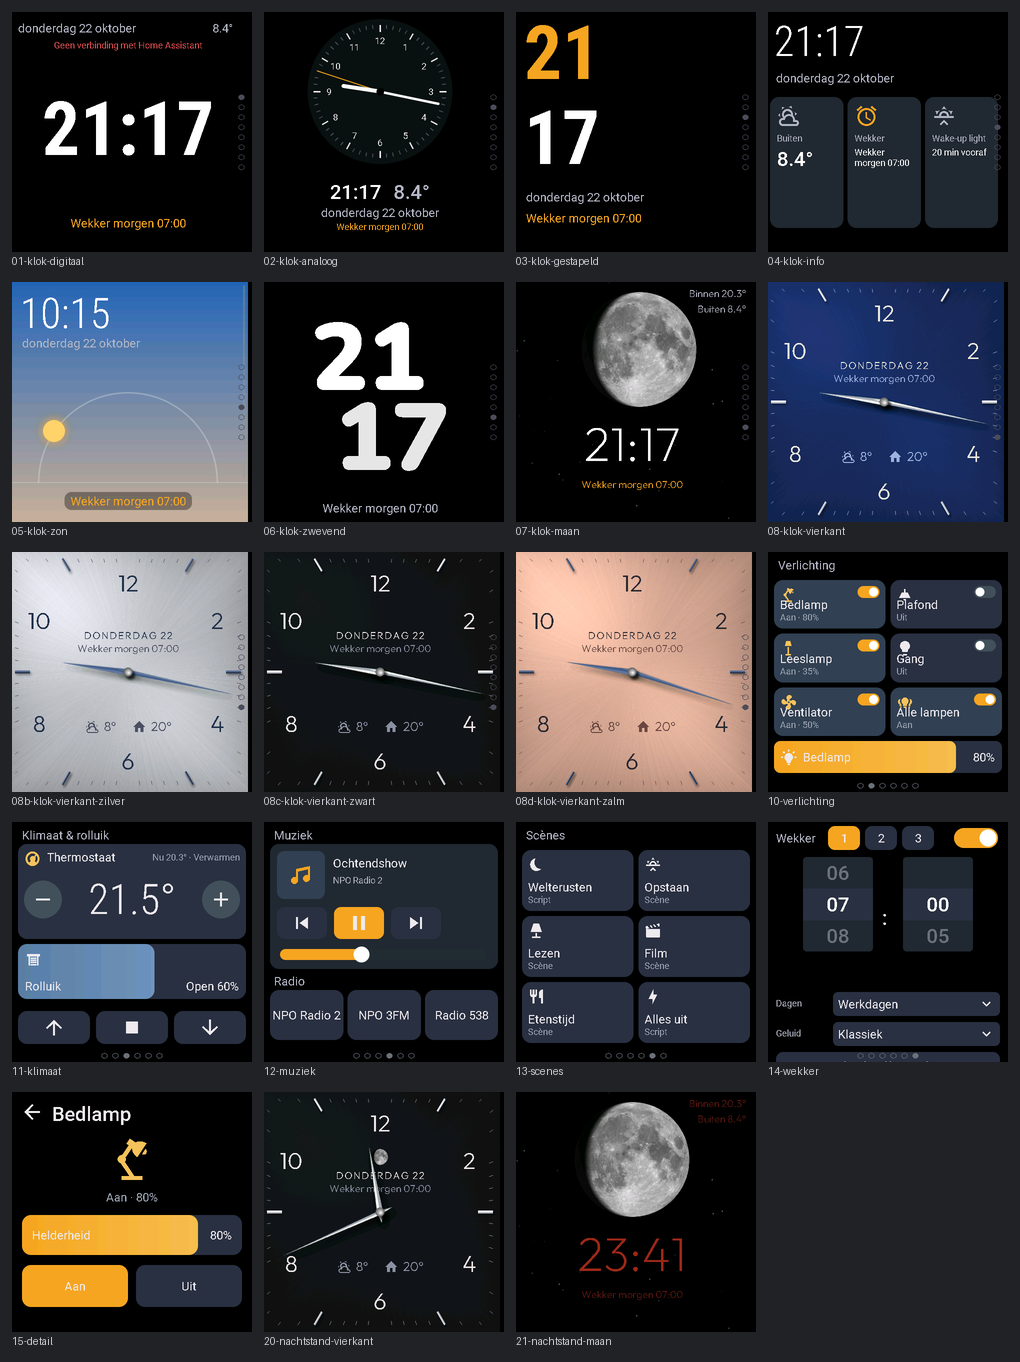 donderdag 22 oktober 8.4°
Geen verbinding met Home Assistant
21:17
Wekker morgen 07:00
01-klok-digitaal
12
11 1
10 2
9 3
8 4
7 5
6
21:17 8.4°
donderdag 22 oktober
Wekker morgen 07:00
02-klok-analoog
21
17
donderdag 22 oktober
Wekker morgen 07:00
03-klok-gestapeld
21:17
donderdag 22 oktober
Buiten
8.4°
Wekker
Wekker
morgen 07:00
Wake-up light
20 min vooraf
04-klok-info
10:15
donderdag 22 oktober
Wekker morgen 07:00
05-klok-zon
21
17
Wekker morgen 07:00
06-klok-zwevend
Binnen 20.3°
Buiten 8.4°
21:17
Wekker morgen 07:00
07-klok-maan
12
10 2
DONDERDAG 22
Wekker morgen 07:00
8 8° 20° 4
6
08-klok-vierkant
12
10 2
DONDERDAG 22
Wekker morgen 07:00
8 8° 20° 4
6
08b-klok-vierkant-zilver
12
10 2
DONDERDAG 22
Wekker morgen 07:00
8 8° 20° 4
6
08c-klok-vierkant-zwart
12
10 2
DONDERDAG 22
Wekker morgen 07:00
8 8° 20° 4
6
08d-klok-vierkant-zalm
Verlichting
Bedlamp
Aan · 80%
Plafond
Uit
Leeslamp
Aan · 35%
Gang
Uit
Ventilator
Aan · 50%
Alle lampen
Aan
Bedlamp 80%
10-verlichting
Klimaat & rolluik
Thermostaat Nu 20.3° · Verwarmen
21.5°
Rolluik Open 60%
11-klimaat
Muziek
Ochtendshow
NPO Radio 2
Radio
NPO Radio 2 NPO 3FM Radio 538
12-muziek
Scènes
Welterusten
Script
Opstaan
Scène
Lezen
Scène
Film
Scène
Etenstijd
Scène
Alles uit
Script
13-scenes
Wekker 1 2 3
06
07 : 00
08 05
Dagen Werkdagen
Geluid Klassiek
14-wekker
Bedlamp
Aan · 80%
Helderheid 80%
Aan Uit
15-detail
12
10 2
DONDERDAG 22
Wekker morgen 07:00
8 8° 20° 4
6
20-nachtstand-vierkant
Binnen 20.3°
Buiten 8.4°
23:41
Wekker morgen 07:00
21-nachtstand-maan